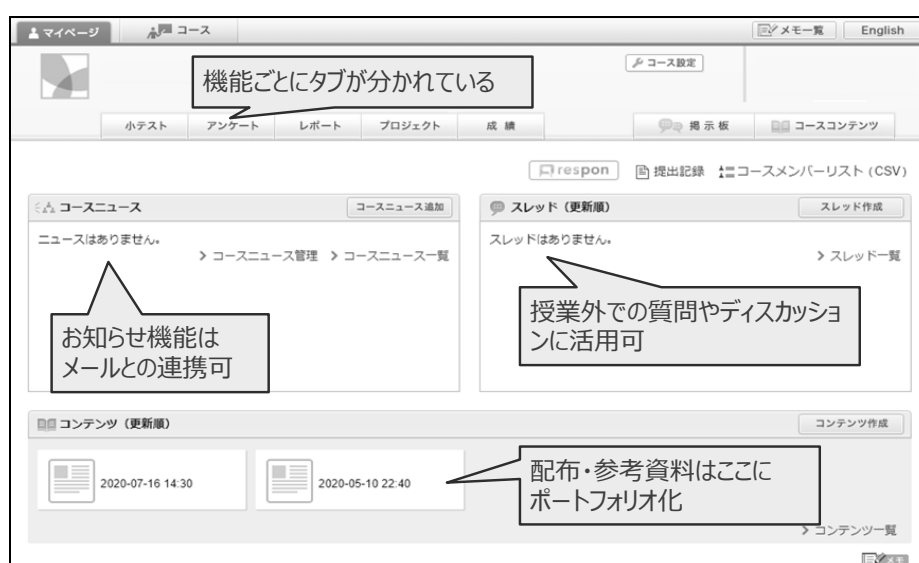 マイページ
コース
メモ一覧
English
コース設定
機能ごとにタブが分かれている
小テスト
アンケート
レポート
プロジェクト
成 績
掲 示 板
コースコンテンツ
respon
提出記録
コースメンバーリスト (CSV)
コースニュース
コースニュース追加
スレッド (更新順)
スレッド作成
ニュースはありません。
コースニュース管理
コースニュース一覧
スレッドはありません。
スレッド一覧
お知らせ機能は
メールとの連携可
授業外での質問やディスカッショ
ンに活用可
コンテンツ (更新順)
コンテンツ作成
2020-07-16 14:30
2020-05-10 22:40
配布・参考資料はここに
ポートフォリオ化
コンテンツ一覧
メモ